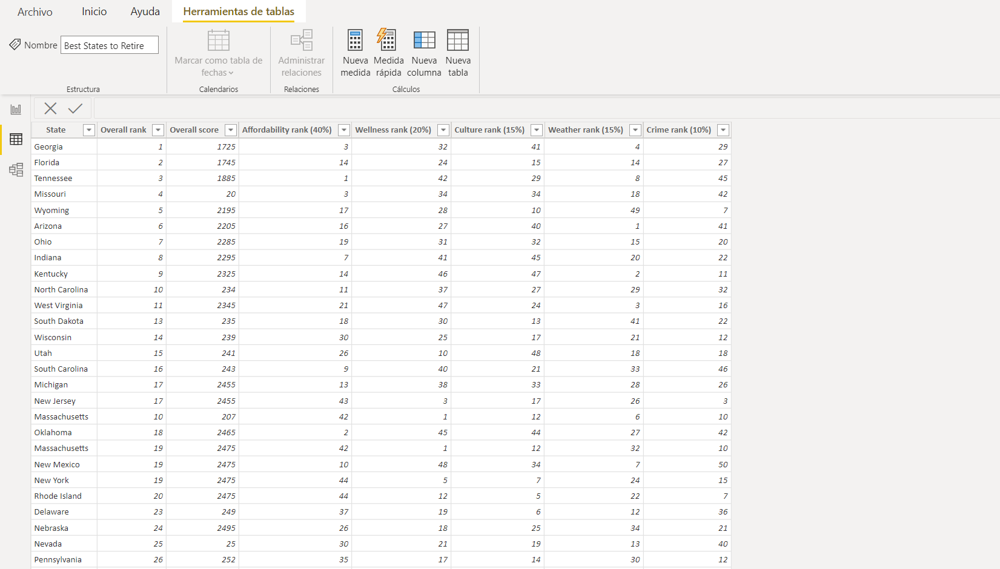 Archivo Inicio Ayuda Herramientas de tablas
Nombre Best States to Retire
Marcar como tabla de fechas
Administrar relaciones
Nueva medida
Medida rápida
Nueva columna
Nueva tabla
Estructura Calendarios Relaciones Cálculos
State Overall rank Overall score Affordability rank (40%) Wellness rank (20%) Culture rank (15%) Weather rank (15%) Crime rank (10%)
Georgia 1 1725 3 32 41 4 29
Florida 2 1745 14 24 15 14 27
Tennessee 3 1885 1 42 29 8 45
Missouri 4 20 3 34 34 18 42
Wyoming 5 2195 17 28 10 49 7
Arizona 6 2205 16 27 40 1 41
Ohio 7 2285 19 31 32 15 20
Indiana 8 2295 7 41 45 20 22
Kentucky 9 2325 14 46 47 2 11
North Carolina 10 234 11 37 27 29 32
West Virginia 11 2345 21 47 24 3 16
South Dakota 13 235 18 30 13 41 22
Wisconsin 14 239 30 25 17 21 12
Utah 15 241 26 10 48 18 18
South Carolina 16 243 9 40 21 33 46
Michigan 17 2455 13 38 33 28 26
New Jersey 17 2455 43 3 17 26 3
Massachusetts 10 207 42 1 12 6 10
Oklahoma 18 2465 2 45 44 27 42
Massachusetts 19 2475 42 1 12 32 10
New Mexico 19 2475 10 48 34 7 50
New York 19 2475 44 5 7 24 15
Rhode Island 20 2475 44 12 5 22 7
Delaware 23 249 37 19 6 12 36
Nebraska 24 2495 26 18 25 34 21
Nevada 25 25 30 21 19 13 40
Pennsylvania 26 252 35 17 14 30 12